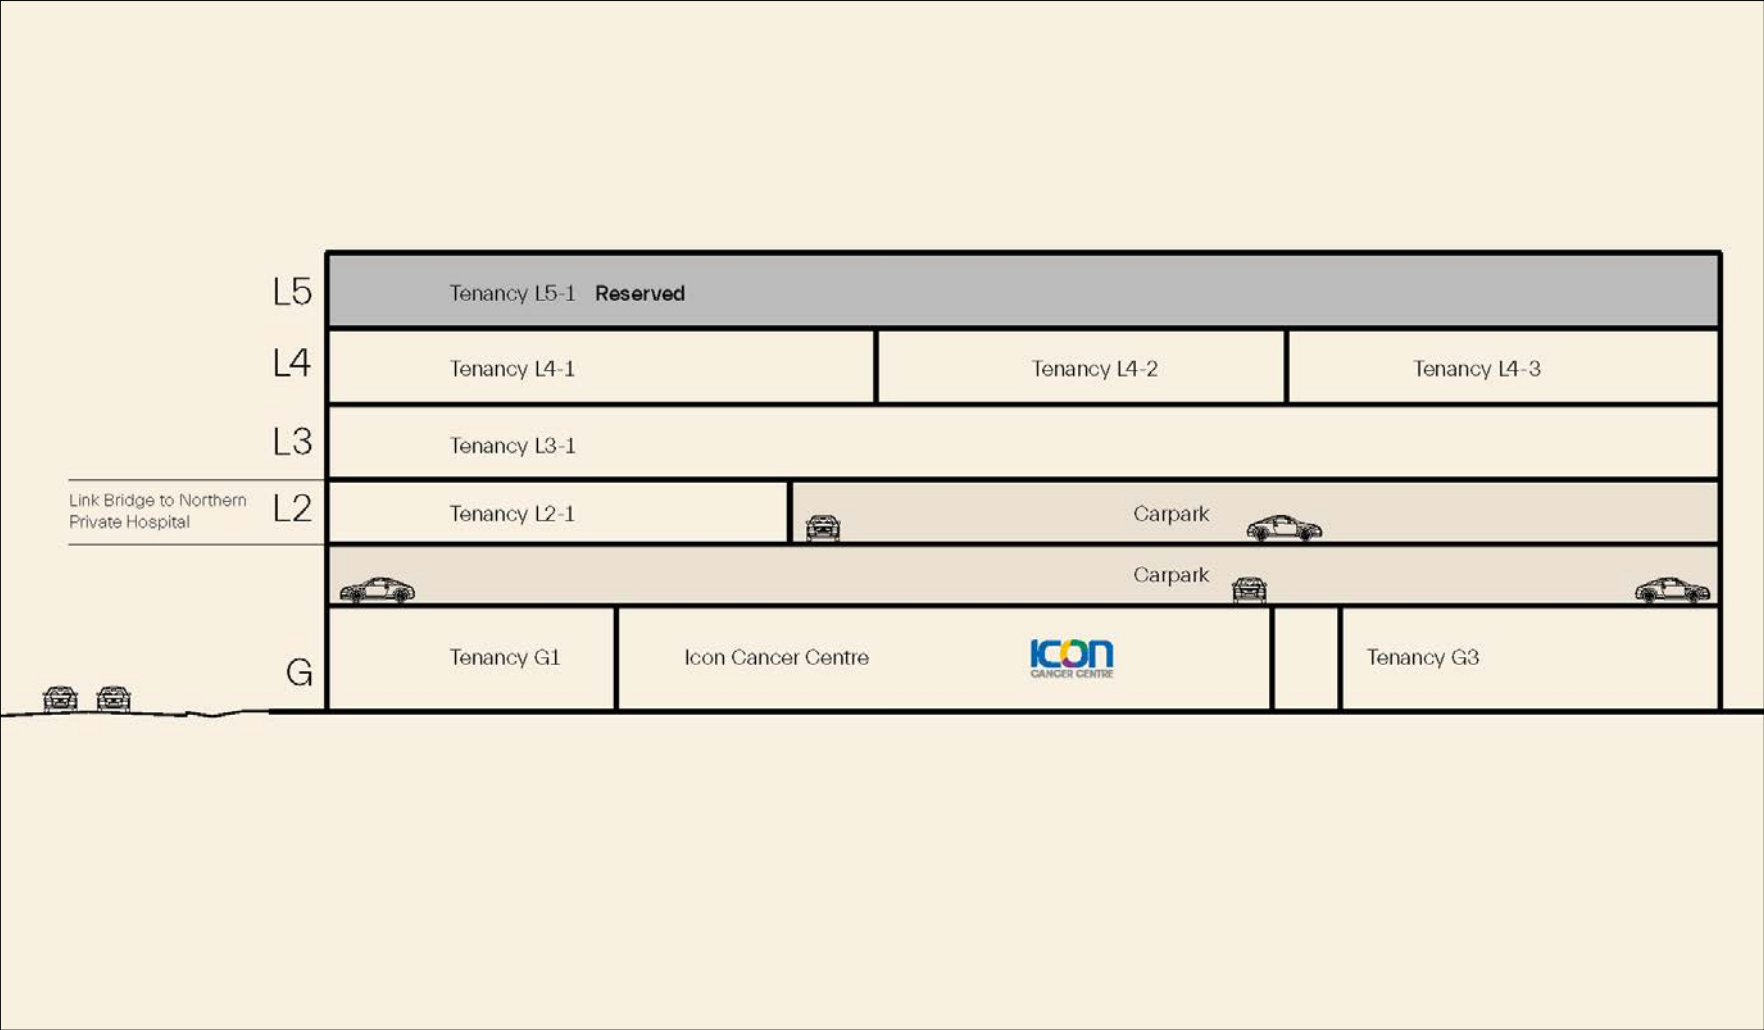 L5
Tenancy L5-1 Reserved
L4
Tenancy L4-1
Tenancy L4-2
Tenancy L4-3
L3
Tenancy L3-1
Link Bridge to Northern
Private Hospital
L2
Tenancy L2-1
Carpark
Carpark
G
Tenancy G1
Icon Cancer Centre
ICON
CANCER CENTRE
Tenancy G3